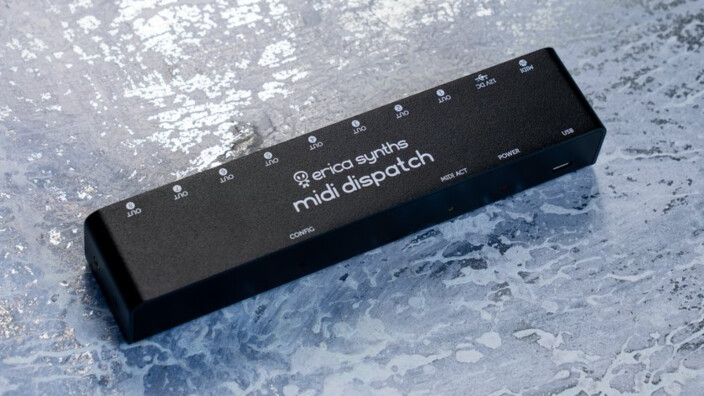 MIDI
12V DC
OUT
OUT
OUT
OUT
OUT
OUT
OUT
OUT
erica synths
midi dispatch
MIDI ACT
POWER
USB
CONFIG